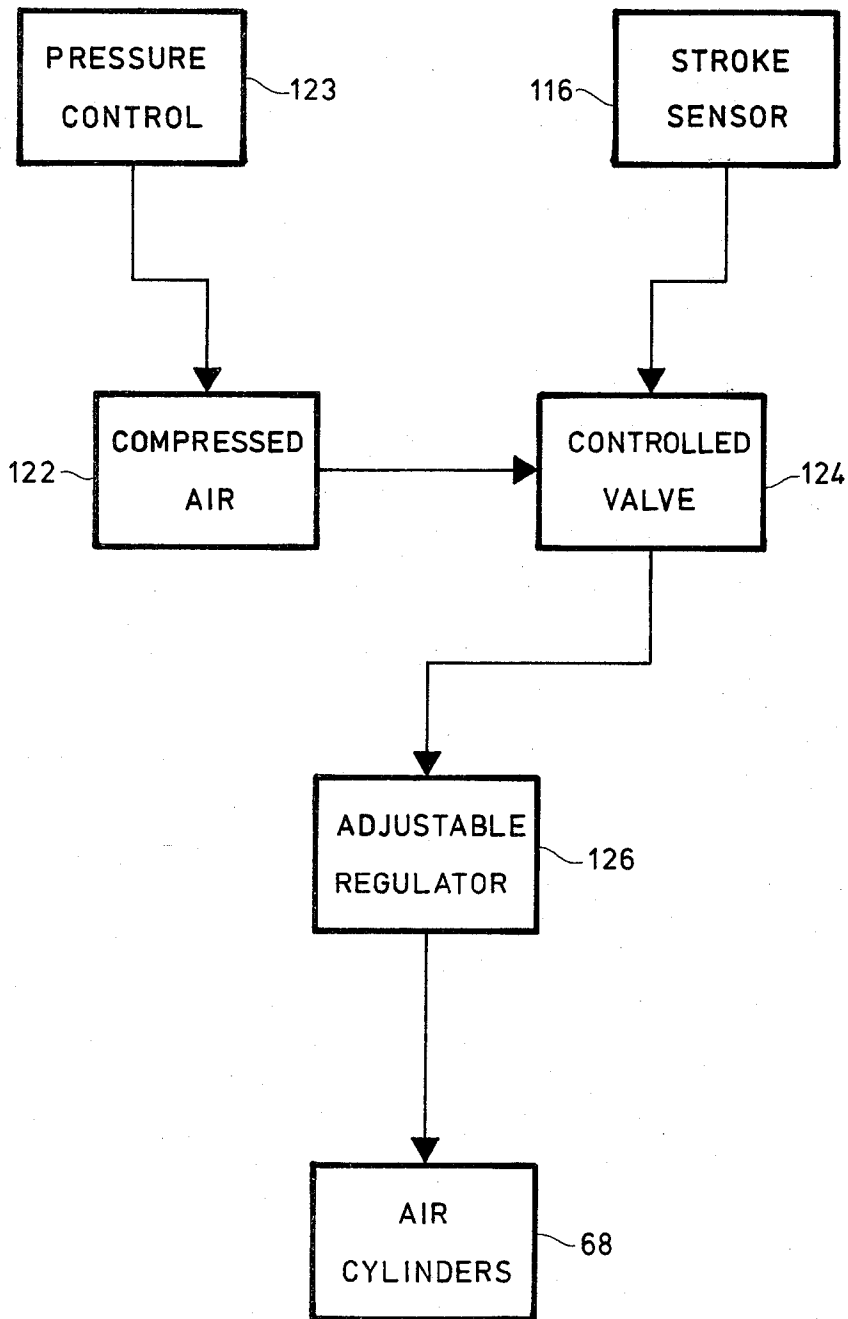 PRESSURE
CONTROL
123
116
STROKE
SENSOR
122
COMPRESSED
AIR
CONTROLLED
VALVE
124
ADJUSTABLE
REGULATOR
126
AIR
CYLINDERS
68